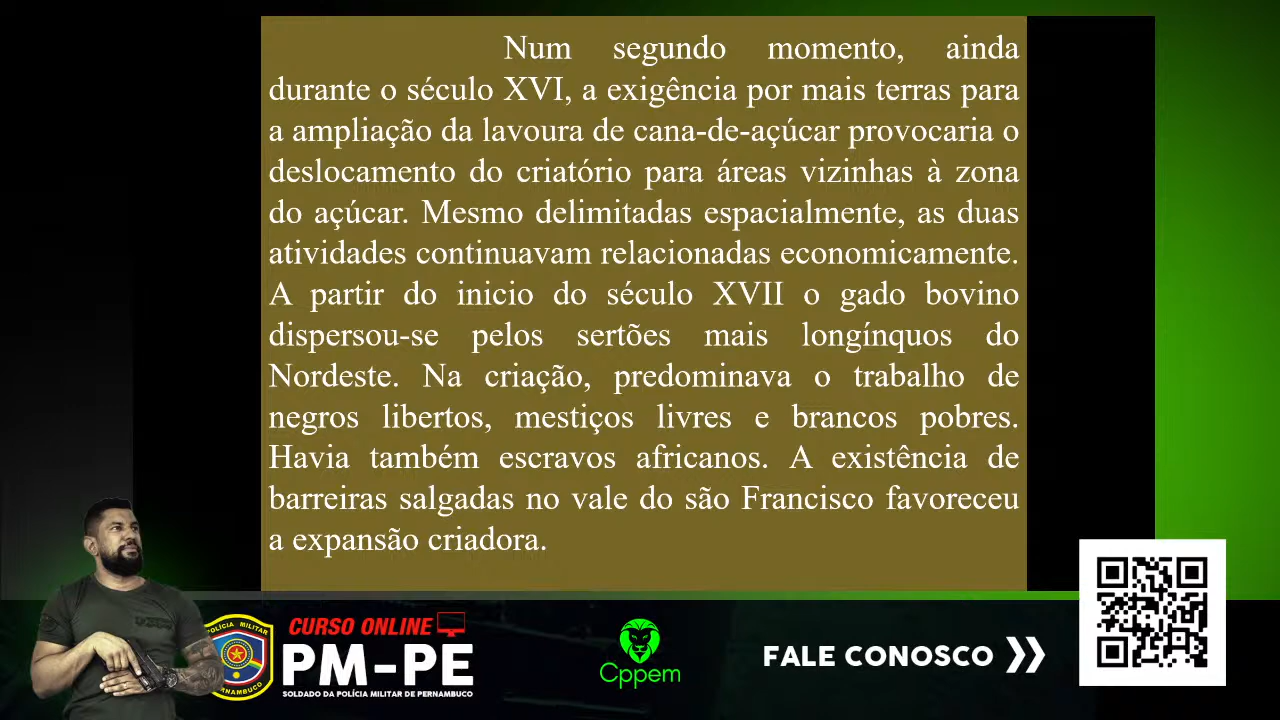 Num segundo momento, ainda
durante o século XVI, a exigência por mais terras para
a ampliação da lavoura de cana-de-açúcar provocaria o
deslocamento do criatório para áreas vizinhas à zona
do açúcar. Mesmo delimitadas espacialmente, as duas
atividades continuavam relacionadas economicamente.
A partir do inicio do século XVII o gado bovino
dispersou-se pelos sertões mais longínquos do
Nordeste. Na criação, predominava o trabalho de
negros libertos, mestiços livres e brancos pobres.
Havia também escravos africanos. A existência de
barreiras salgadas no vale do são Francisco favoreceu
a expansão criadora.
POLÍCIA MILITAR
CURSO ONLINE
PM-PE
SOLDADO DA POLÍCIA MILITAR DE PERNAMBUCO
Cppem
FALE CONOSCO